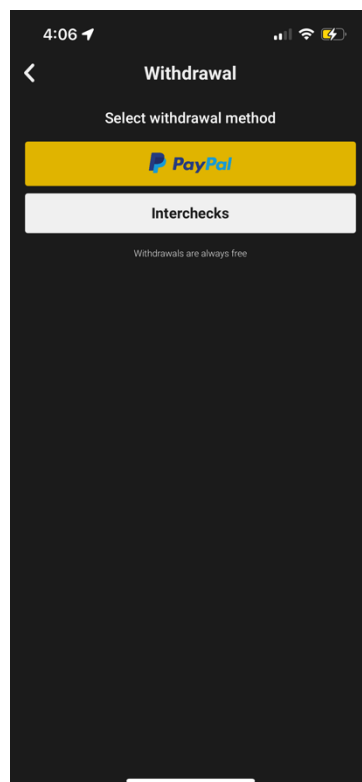 4:06
Withdrawal
Select withdrawal method
PayPal
Interchecks
Withdrawals are always free